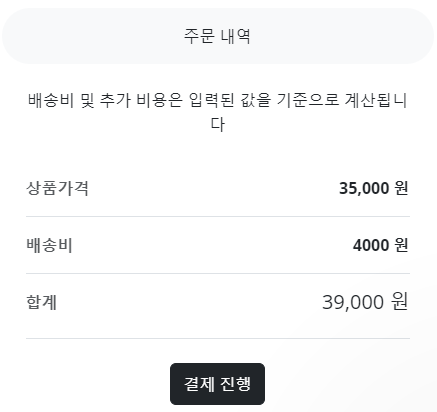 주문 내역
배송비 및 추가 비용은 입력된 값을 기준으로 계산됩니
다
상품가격 35,000 원
배송비 4000 원
합계 39,000 원
결제 진행